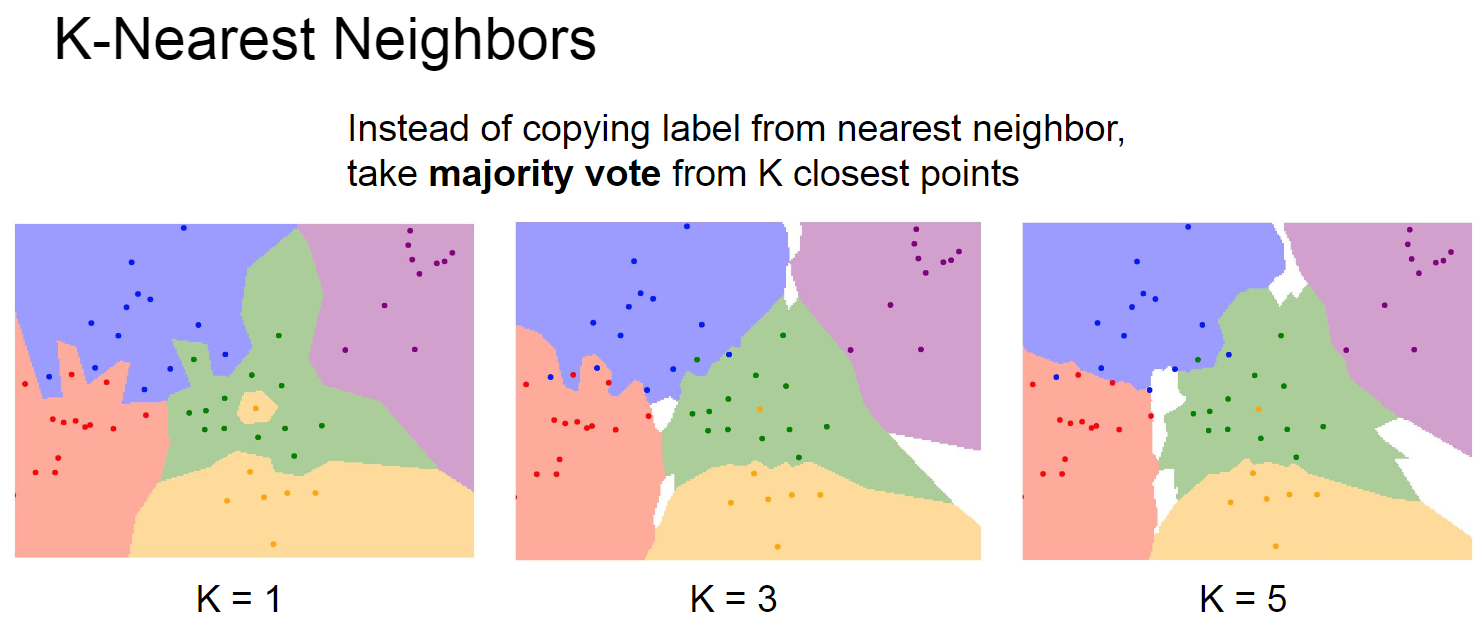 K-Nearest Neighbors
Instead of copying label from nearest neighbor,
take majority vote from K closest points
K = 1
K = 3
K = 5